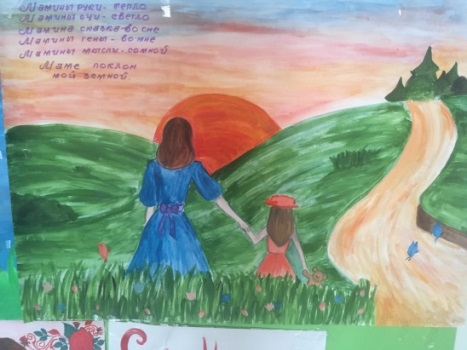 Мамины руки - тепло
Мамины очи - светло
Мамина сказка - во сне
Мамины гены - во мне
Мамины мысли - со мной
Маме поклон
мой земной